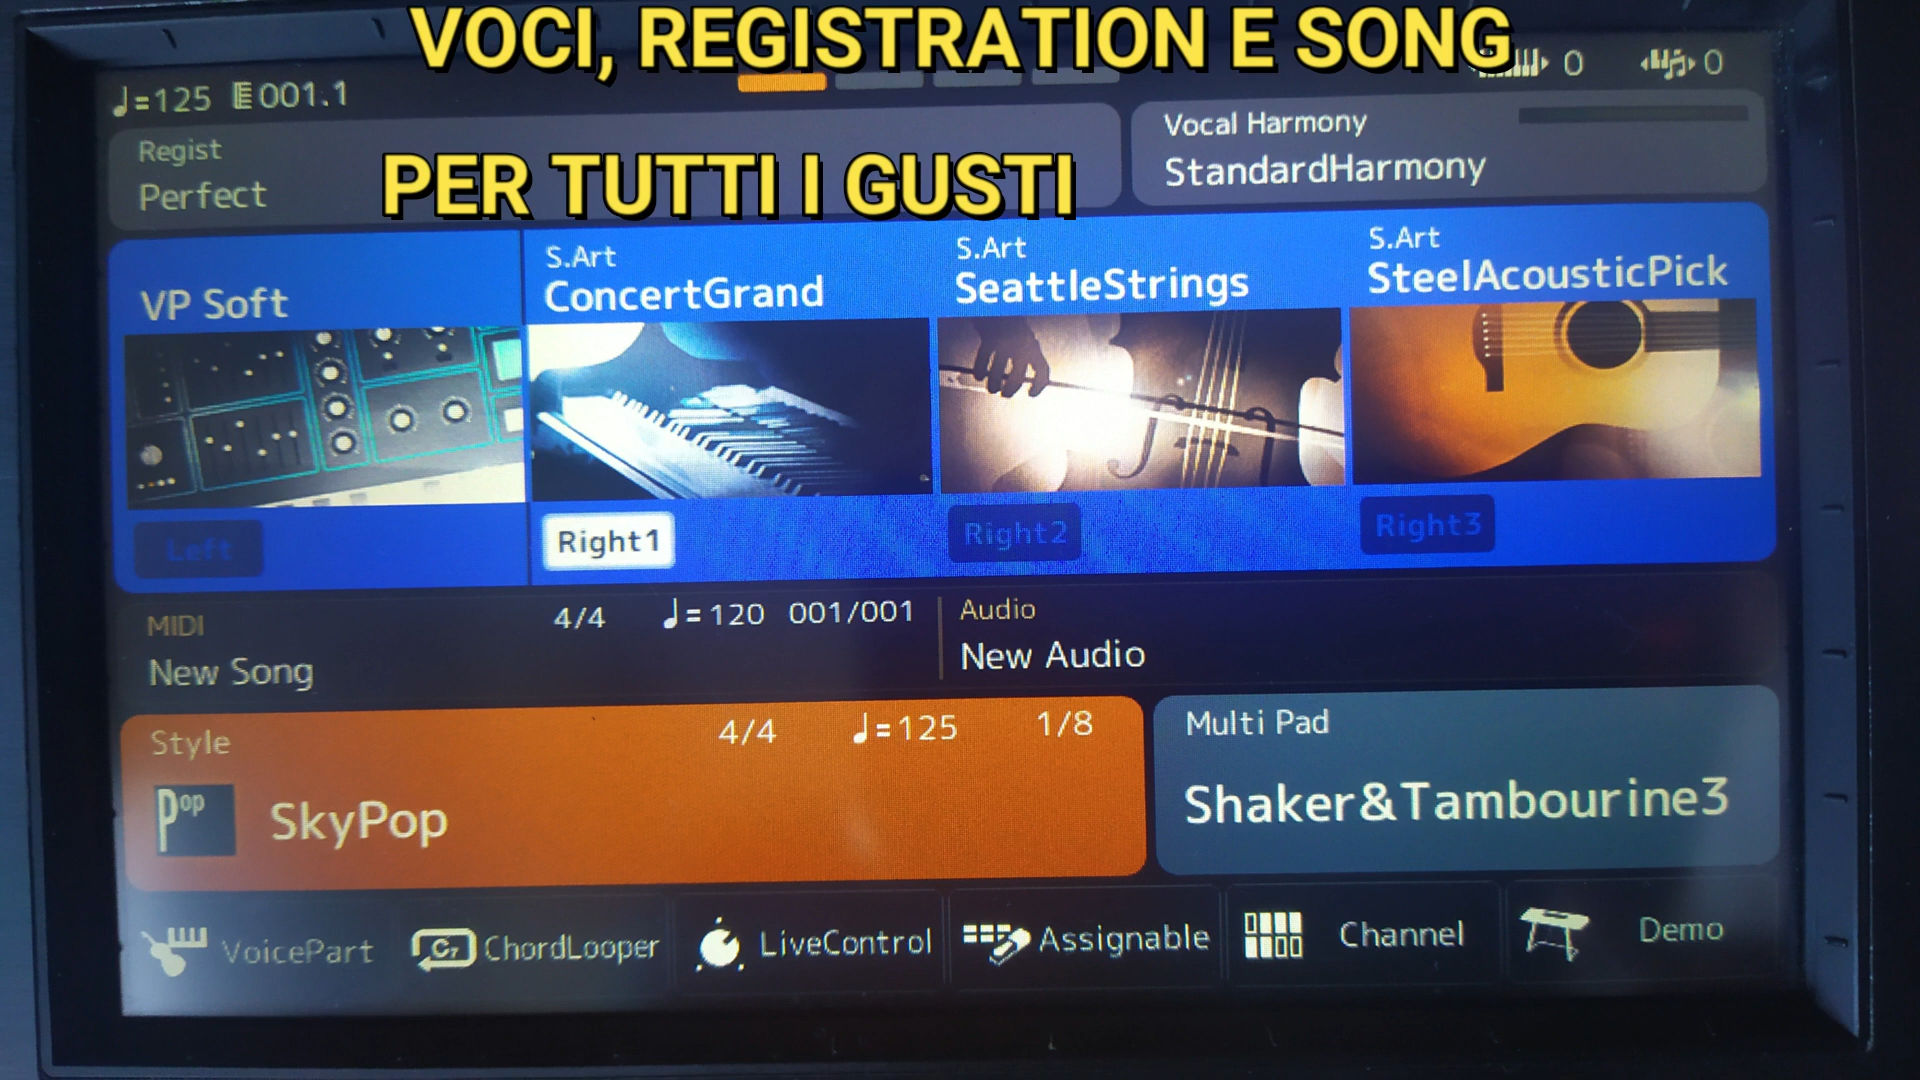 VOCI, REGISTRATION E SONG
PER TUTTI I GUSTI
♩=125 001.1
0 0
Regist
Perfect
Vocal Harmony
StandardHarmony
VP Soft
S.Art
ConcertGrand
S.Art
SeattleStrings
S.Art
SteelAcousticPick
Left
Right1
Right2
Right3
MIDI 4/4 ♩=120 001/001
New Song
Audio
New Audio
Style 4/4 ♩=125 1/8
Pop SkyPop
Multi Pad
Shaker&Tambourine3
VoicePart C7 ChordLooper LiveControl Assignable Channel Demo